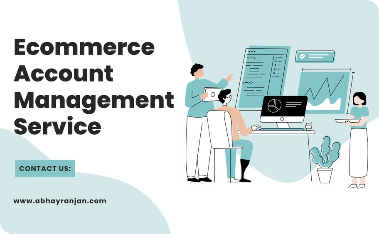 Ecommerce
Account
Management
Service
CONTACT US:
www.abhayranjan.com